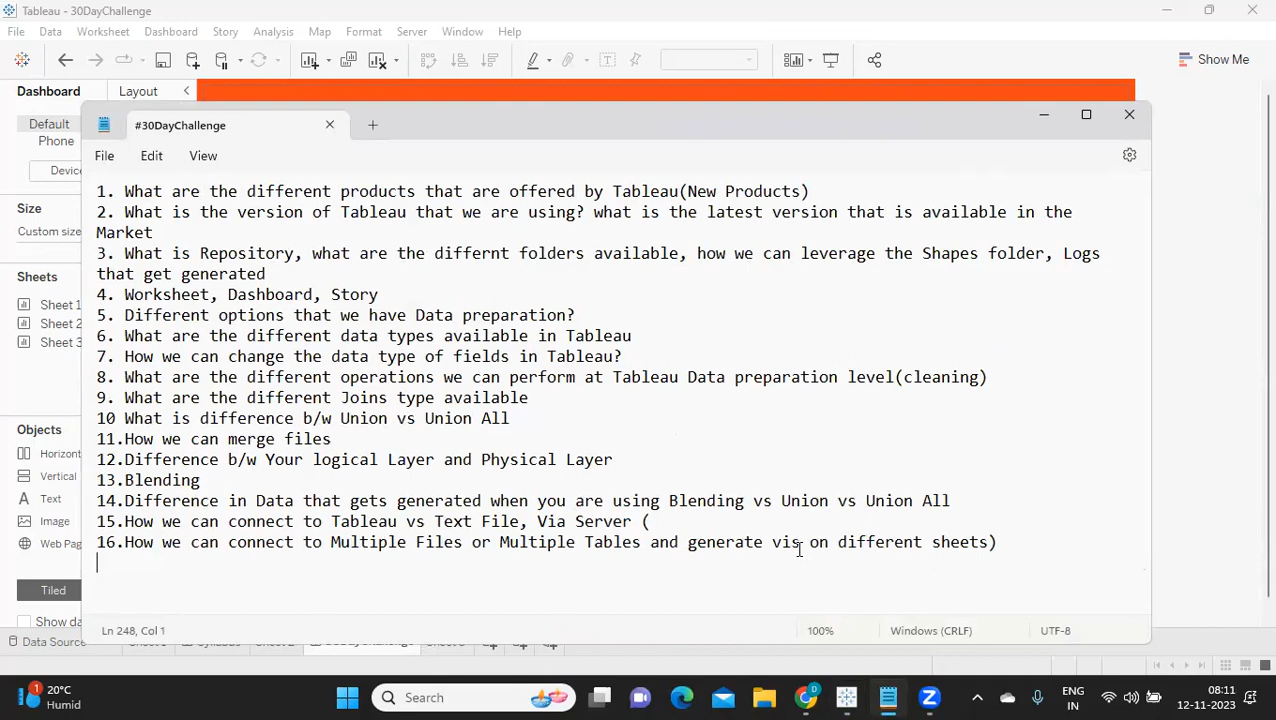 Tableau - 30DayChallenge
File Data Worksheet Dashboard Story Analysis Map Format Server Window Help
Show Me
Dashboard Layout
Default
Phone
Device
Size
Custom size
Sheets
Sheet 1
Sheet 2
Sheet 3
Objects
Horizon
Vertical
Text
Image
Web Pag
Tiled
Show da
Data Source
#30DayChallenge
File Edit View
1. What are the different products that are offered by Tableau(New Products)
2. What is the version of Tableau that we are using? what is the latest version that is available in the
Market
3. What is Repository, what are the differnt folders available, how we can leverage the Shapes folder, Logs
that get generated
4. Worksheet, Dashboard, Story
5. Different options that we have Data preparation?
6. What are the different data types available in Tableau
7. How we can change the data type of fields in Tableau?
8. What are the different operations we can perform at Tableau Data preparation level(cleaning)
9. What are the different Joins type available
10 What is difference b/w Union vs Union All
11.How we can merge files
12.Difference b/w Your logical Layer and Physical Layer
13.Blending
14.Difference in Data that gets generated when you are using Blending vs Union vs Union All
15.How we can connect to Tableau vs Text File, Via Server (
16.How we can connect to Multiple Files or Multiple Tables and generate vis on different sheets)
Ln 248, Col 1 100% Windows (CRLF) UTF-8
1
20°C
Humid
Search
ENG
IN
08:11
12-11-2023